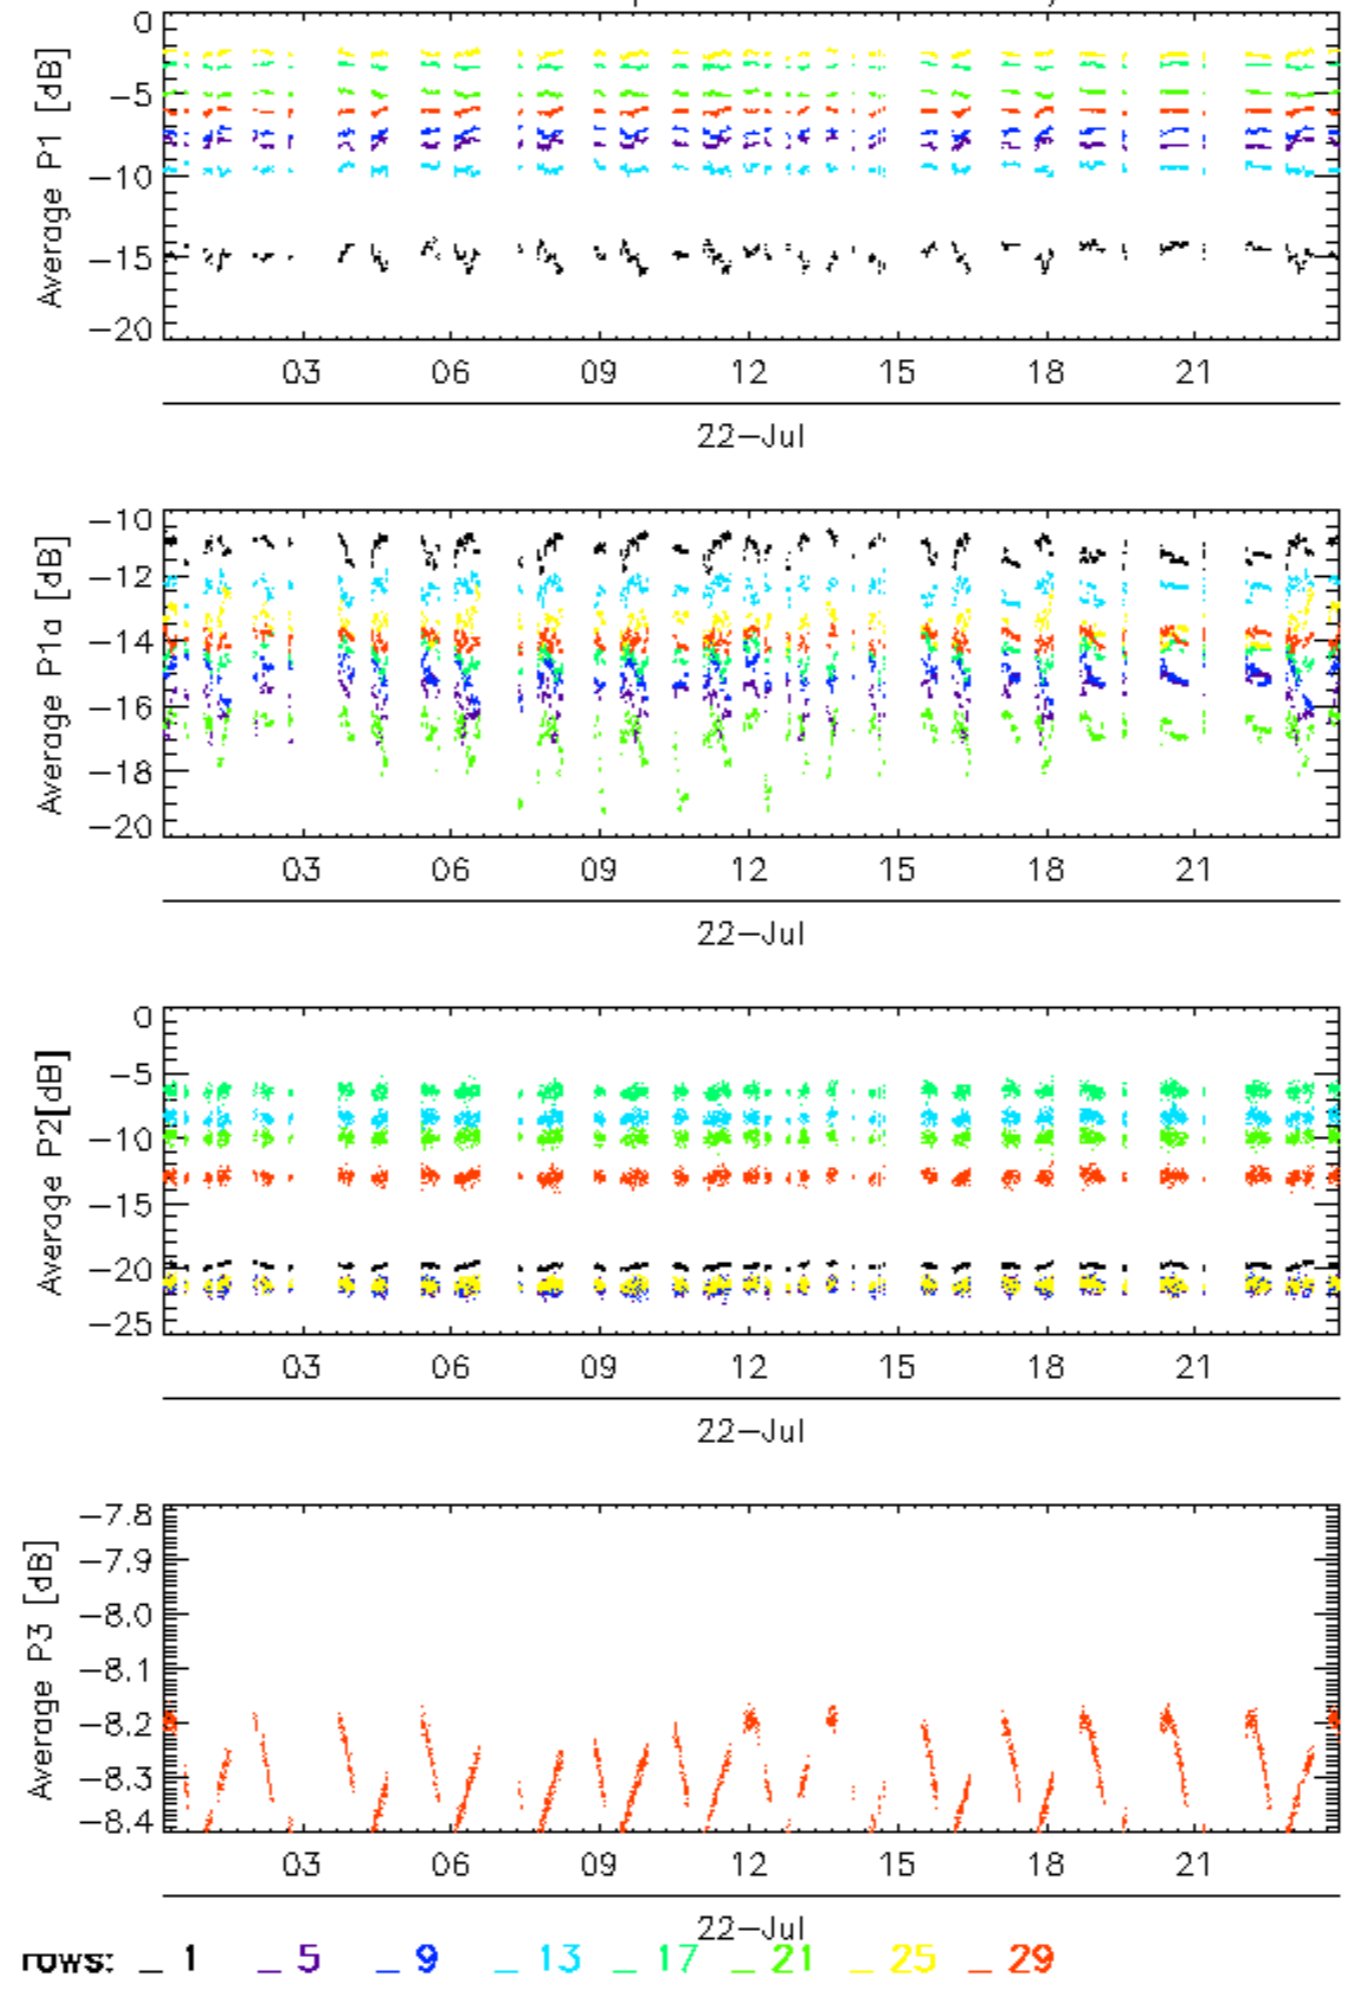 0
−5
−10
−15
−20
Average P1 [dB]
03 06 09 12 15 18 21
22−Jul
−10
−12
−14
−16
−18
−20
Average P1a [dB]
03 06 09 12 15 18 21
22−Jul
0
−5
−10
−15
−20
−25
Average P2[dB]
03 06 09 12 15 18 21
22−Jul
−7.8
−7.9
−8.0
−8.1
−8.2
−8.3
−8.4
Average P3 [dB]
03 06 09 12 15 18 21
22−Jul
rows: _ 1 _ 5 _ 9 _ 13 _ 17 _ 21 _ 25 _ 29